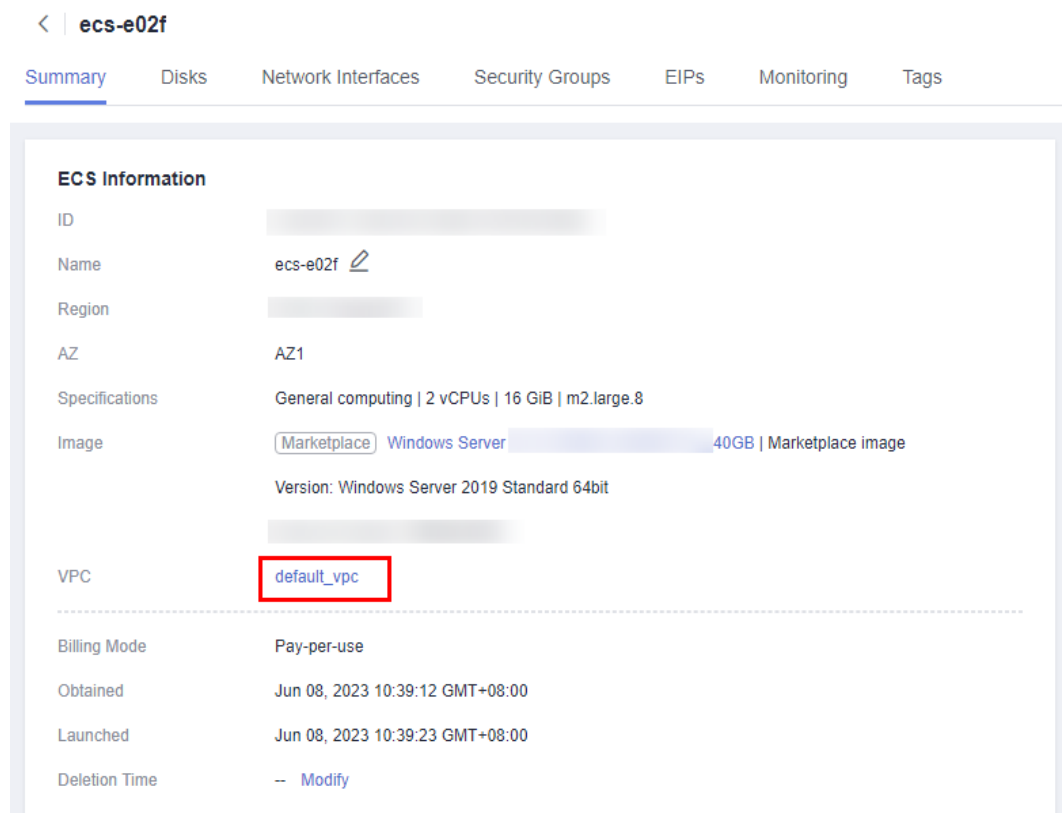 ecs-e02f
Summary Disks Network Interfaces Security Groups EIPs Monitoring Tags
ECS Information
ID
Name ecs-e02f
Region
AZ AZ1
Specifications General computing | 2 vCPUs | 16 GiB | m2.large.8
Image Marketplace Windows Server 40GB | Marketplace image
Version: Windows Server 2019 Standard 64bit
VPC default_vpc
Billing Mode Pay-per-use
Obtained Jun 08, 2023 10:39:12 GMT+08:00
Launched Jun 08, 2023 10:39:23 GMT+08:00
Deletion Time -- Modify